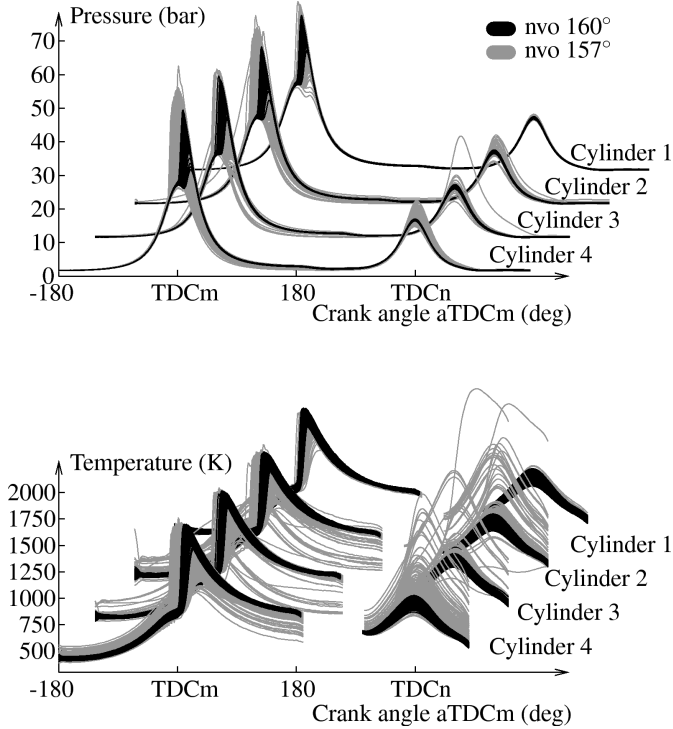 Pressure (bar)
nvo 160°
nvo 157°
70
60
50
40
30
20
10
0
Cylinder 1
Cylinder 2
Cylinder 3
Cylinder 4
-180 TDCm 180 TDCn
Crank angle aTDCm (deg)
Temperature (K)
2000
1750
1500
1250
1000
750
500
Cylinder 1
Cylinder 2
Cylinder 3
Cylinder 4
-180 TDCm 180 TDCn
Crank angle aTDCm (deg)